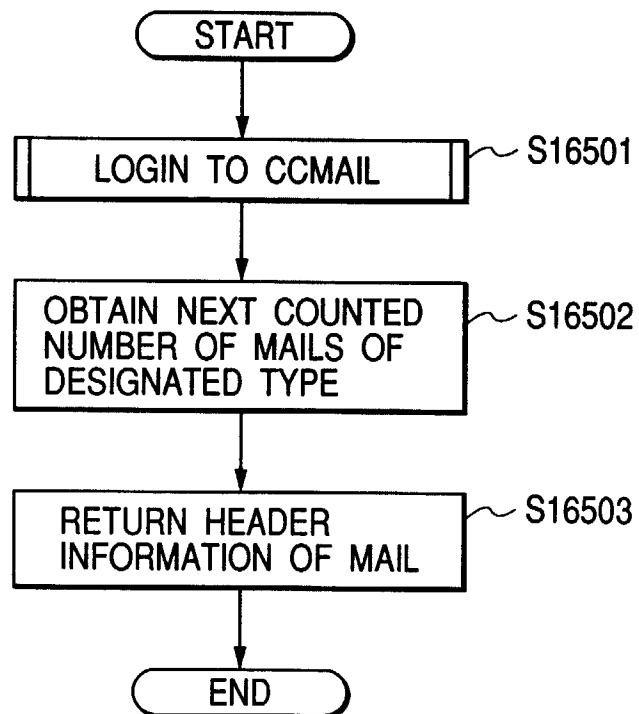 START
LOGIN TO CCMAIL
S16501
OBTAIN NEXT COUNTED
NUMBER OF MAILS OF
DESIGNATED TYPE
S16502
RETURN HEADER
INFORMATION OF MAIL
S16503
END